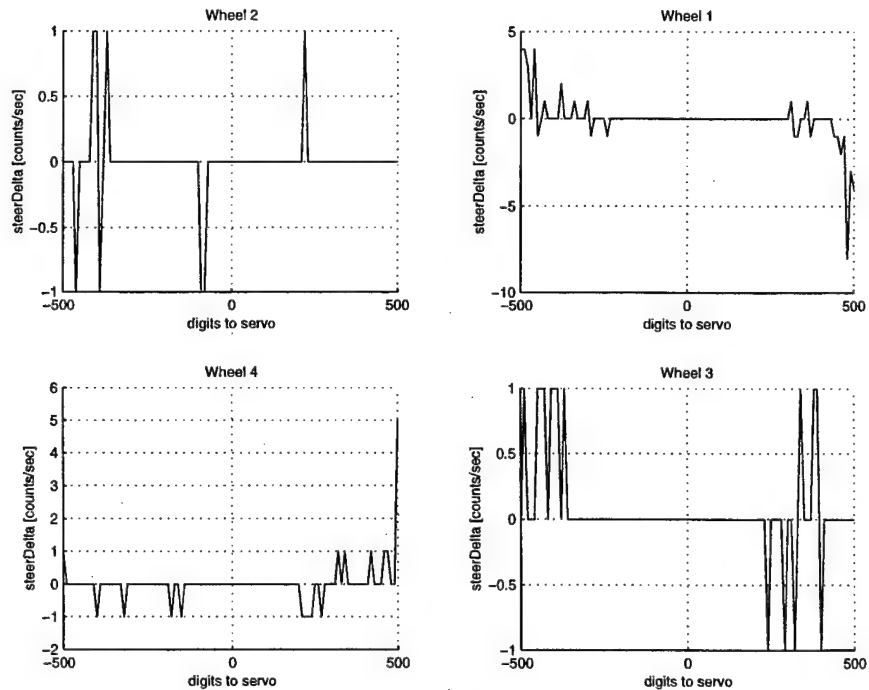 Wheel 2
1
0.5
0
-0.5
-1
-500
0
500
steerDelta [counts/sec]
digits to servo
Wheel 1
5
0
-5
-10
-500
0
500
steerDelta [counts/sec]
digits to servo
Wheel 4
6
5
4
3
2
1
0
-1
-2
-500
0
500
steerDelta [counts/sec]
digits to servo
Wheel 3
1
0.5
0
-0.5
-1
-500
0
500
steerDelta [counts/sec]
digits to servo